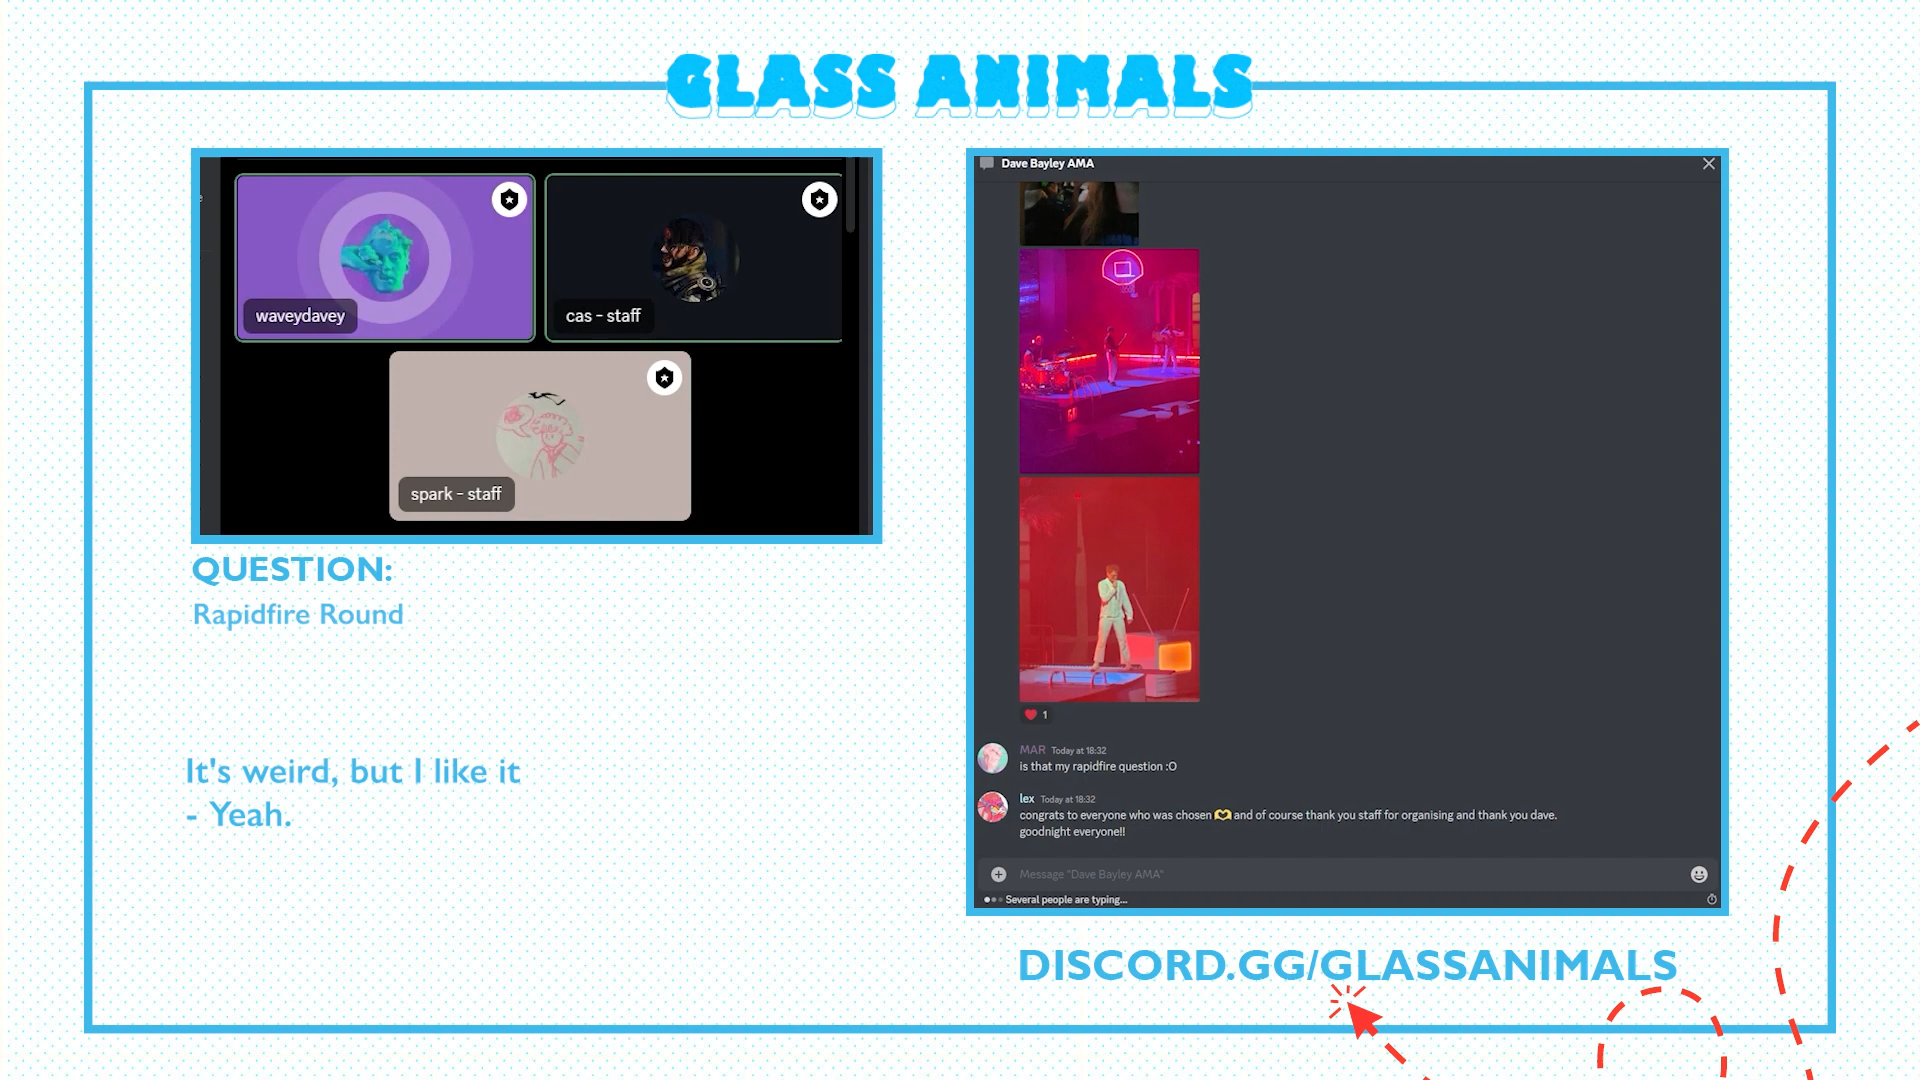 GLASS ANIMALS
waveydavey
cas - staff
spark - staff
QUESTION:
Rapidfire Round
It's weird, but I like it
- Yeah.
Dave Bayley AMA
1
MAR Today at 18:32
is that my rapidfire question :O
lex Today at 18:32
congrats to everyone who was chosen 🫶 and of course thank you staff for organising and thank you dave.
goodnight everyone!!
Message "Dave Bayley AMA"
Several people are typing...
DISCORD.GG/GLASSANIMALS